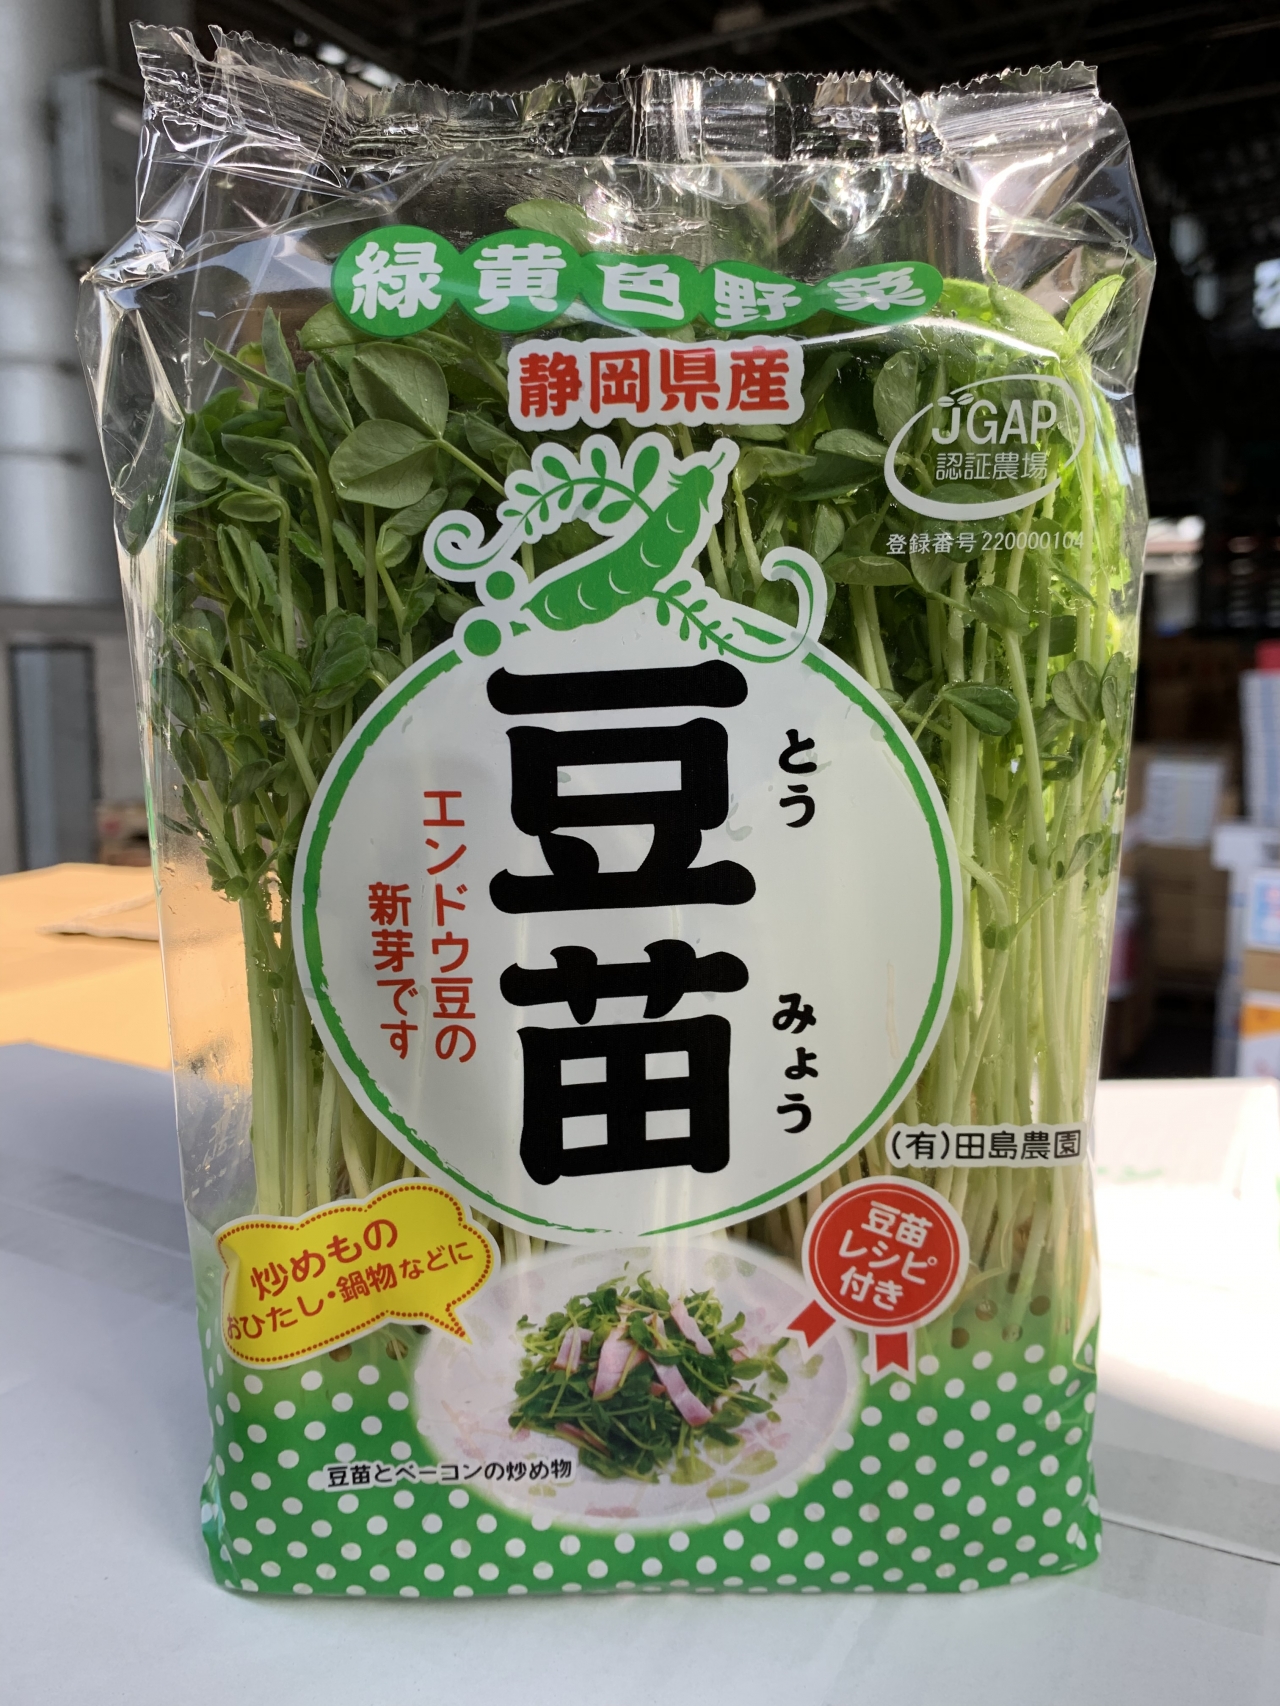 緑黄色野菜
静岡県産
JGAP
認証農場
登録番号 220000104
豆苗
とうみょう
エンドウ豆の
新芽です
(有)田島農園
炒めもの
おひたし・鍋物などに
豆苗
レシピ
付き
豆苗とベーコンの炒め物